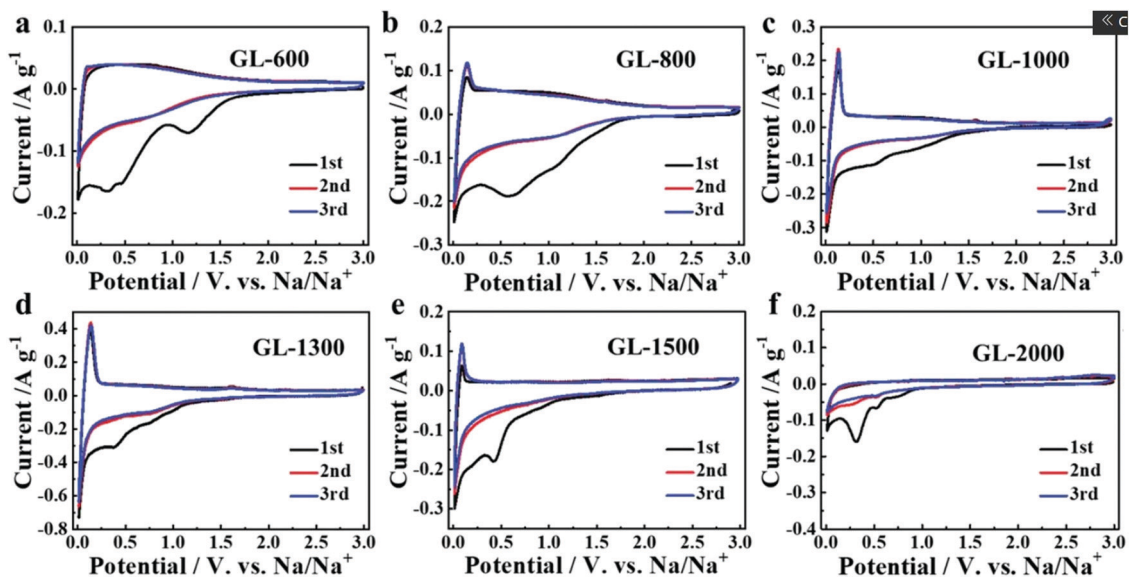 a
GL-600
Current /A g⁻¹
0.1
0.0
-0.1
-0.2
1st
2nd
3rd
0.0 0.5 1.0 1.5 2.0 2.5 3.0
Potential / V. vs. Na/Na⁺
b
GL-800
Current /A g⁻¹
0.2
0.1
0.0
-0.1
-0.2
-0.3
1st
2nd
3rd
0.0 0.5 1.0 1.5 2.0 2.5 3.0
Potential / V. vs. Na/Na⁺
c
« C
GL-1000
Current /A g⁻¹
0.3
0.2
0.1
0.0
-0.1
-0.2
-0.3
1st
2nd
3rd
0.0 0.5 1.0 1.5 2.0 2.5 3.0
Potential / V. vs. Na/Na⁺
d
GL-1300
Current /A g⁻¹
0.4
0.2
0.0
-0.2
-0.4
-0.6
-0.8
1st
2nd
3rd
0.0 0.5 1.0 1.5 2.0 2.5 3.0
Potential / V. vs. Na/Na⁺
e
GL-1500
Current /A g⁻¹
0.2
0.1
0.0
-0.1
-0.2
-0.3
1st
2nd
3rd
0.0 0.5 1.0 1.5 2.0 2.5 3.0
Potential / V. vs. Na/Na⁺
f
GL-2000
Current /A g⁻¹
0.2
0.1
0.0
-0.1
-0.2
-0.3
-0.4
1st
2nd
3rd
0.0 0.5 1.0 1.5 2.0 2.5 3.0
Potential / V. vs. Na/Na⁺